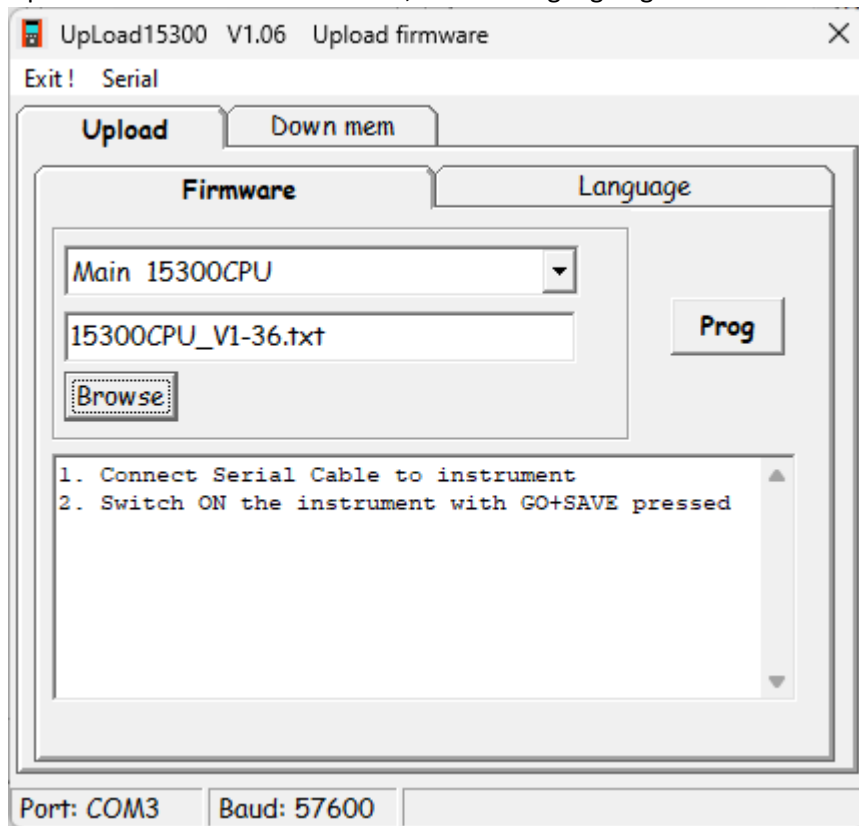 UpLoad15300 V1.06 Upload firmware
Exit! Serial
Upload Down mem
Firmware Language
Main 15300CPU
15300CPU_V1-36.txt
Prog
Browse
1. Connect Serial Cable to instrument
2. Switch ON the instrument with GO+SAVE pressed
Port: COM3 Baud: 57600